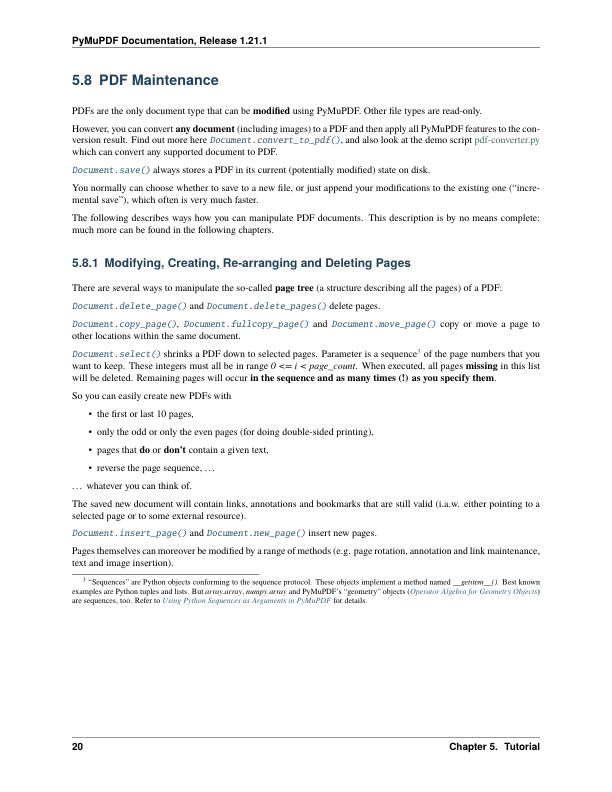 PyMuPDF Documentation, Release 1.21.1
5.8 PDF Maintenance
PDFs are the only document type that can be modified using PyMuPDF. Other file types are read-only.
However, you can convert any document (including images) to a PDF and then apply all PyMuPDF features to the con-
version result. Find out more here Document.convert_to_pdf(), and also look at the demo script pdf-converter.py
which can convert any supported document to PDF.
Document.save() always stores a PDF in its current (potentially modified) state on disk.
You normally can choose whether to save to a new file, or just append your modifications to the existing one (“incre-
mental save”), which often is very much faster.
The following describes ways how you can manipulate PDF documents. This description is by no means complete:
much more can be found in the following chapters.
5.8.1 Modifying, Creating, Re-arranging and Deleting Pages
There are several ways to manipulate the so-called page tree (a structure describing all the pages) of a PDF:
Document.delete_page() and Document.delete_pages() delete pages.
Document.copy_page(), Document.fullcopy_page() and Document.move_page() copy or move a page to
other locations within the same document.
Document.select() shrinks a PDF down to selected pages. Parameter is a sequence³ of the page numbers that you
want to keep. These integers must all be in range 0 <= i < page_count. When executed, all pages missing in this list
will be deleted. Remaining pages will occur in the sequence and as many times (!) as you specify them.
So you can easily create new PDFs with
• the first or last 10 pages,
• only the odd or only the even pages (for doing double-sided printing),
• pages that do or don’t contain a given text,
• reverse the page sequence, …
… whatever you can think of.
The saved new document will contain links, annotations and bookmarks that are still valid (i.a.w. either pointing to a
selected page or to some external resource).
Document.insert_page() and Document.new_page() insert new pages.
Pages themselves can moreover be modified by a range of methods (e.g. page rotation, annotation and link maintenance,
text and image insertion).
³ “Sequences” are Python objects conforming to the sequence protocol. These objects implement a method named __getitem__(). Best known
examples are Python tuples and lists. But array.array, numpy.array and PyMuPDF’s “geometry” objects (Operator Algebra for Geometry Objects)
are sequences, too. Refer to Using Python Sequences as Arguments in PyMuPDF for details.
20 Chapter 5. Tutorial